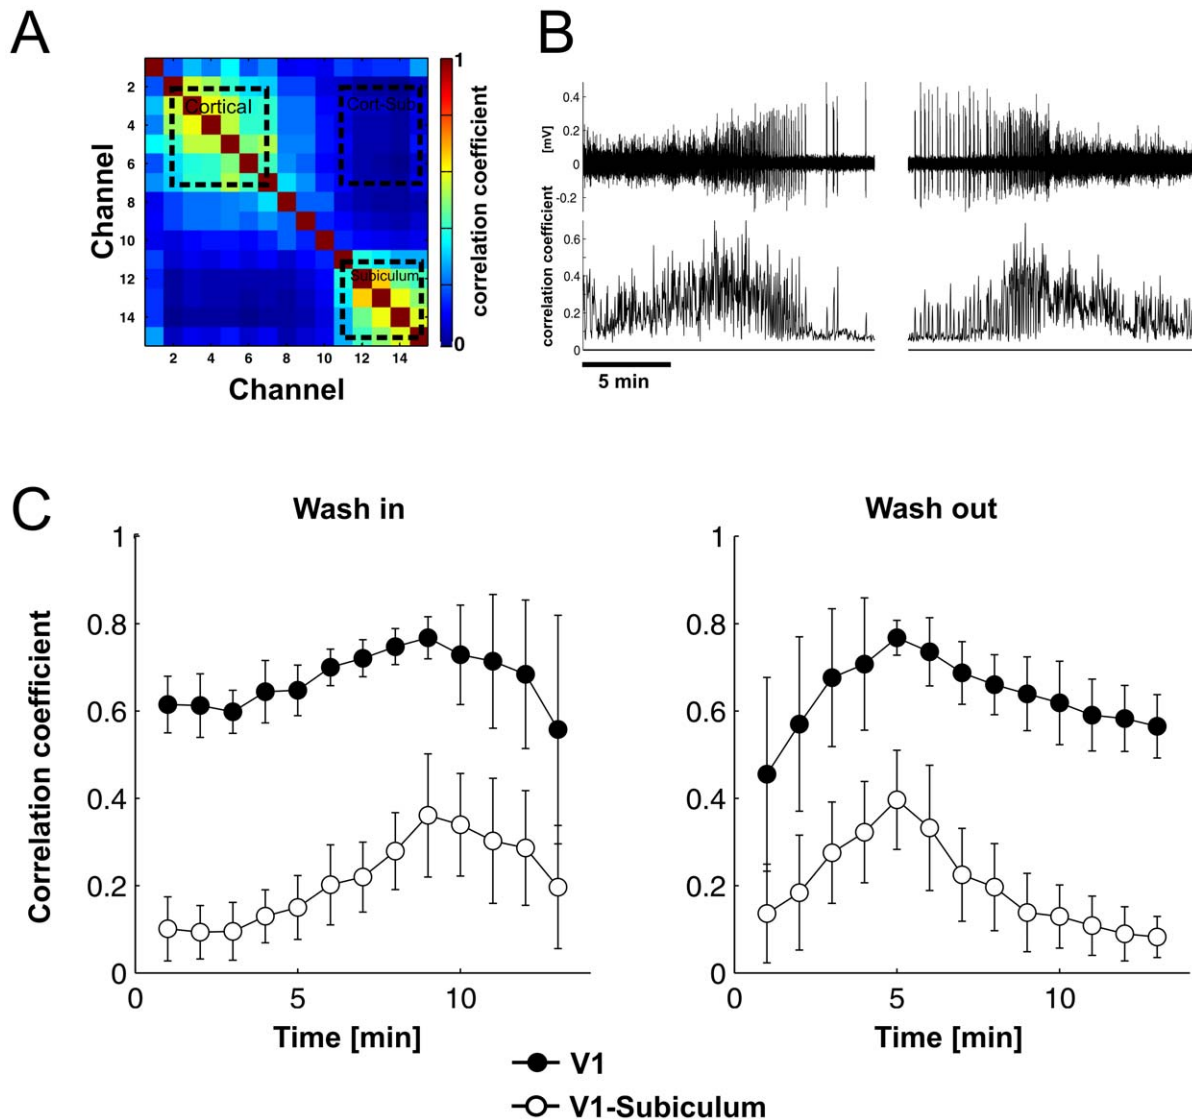 A
B
Cortical
Cort-Sub
Subiculum
2
4
6
8
10
12
14
Channel
2 4 6 8 10 12 14
Channel
1
0
correlation coefficient
0.4
0.2
0
-0.2
[mV]
0.6
0.4
0.2
0
correlation coefficient
5 min
C
Wash in
Wash out
1
0.8
0.6
0.4
0.2
0
Correlation coefficient
0 5 10
Time [min]
1
0.8
0.6
0.4
0.2
0
0 5 10
Time [min]
V1
V1-Subiculum